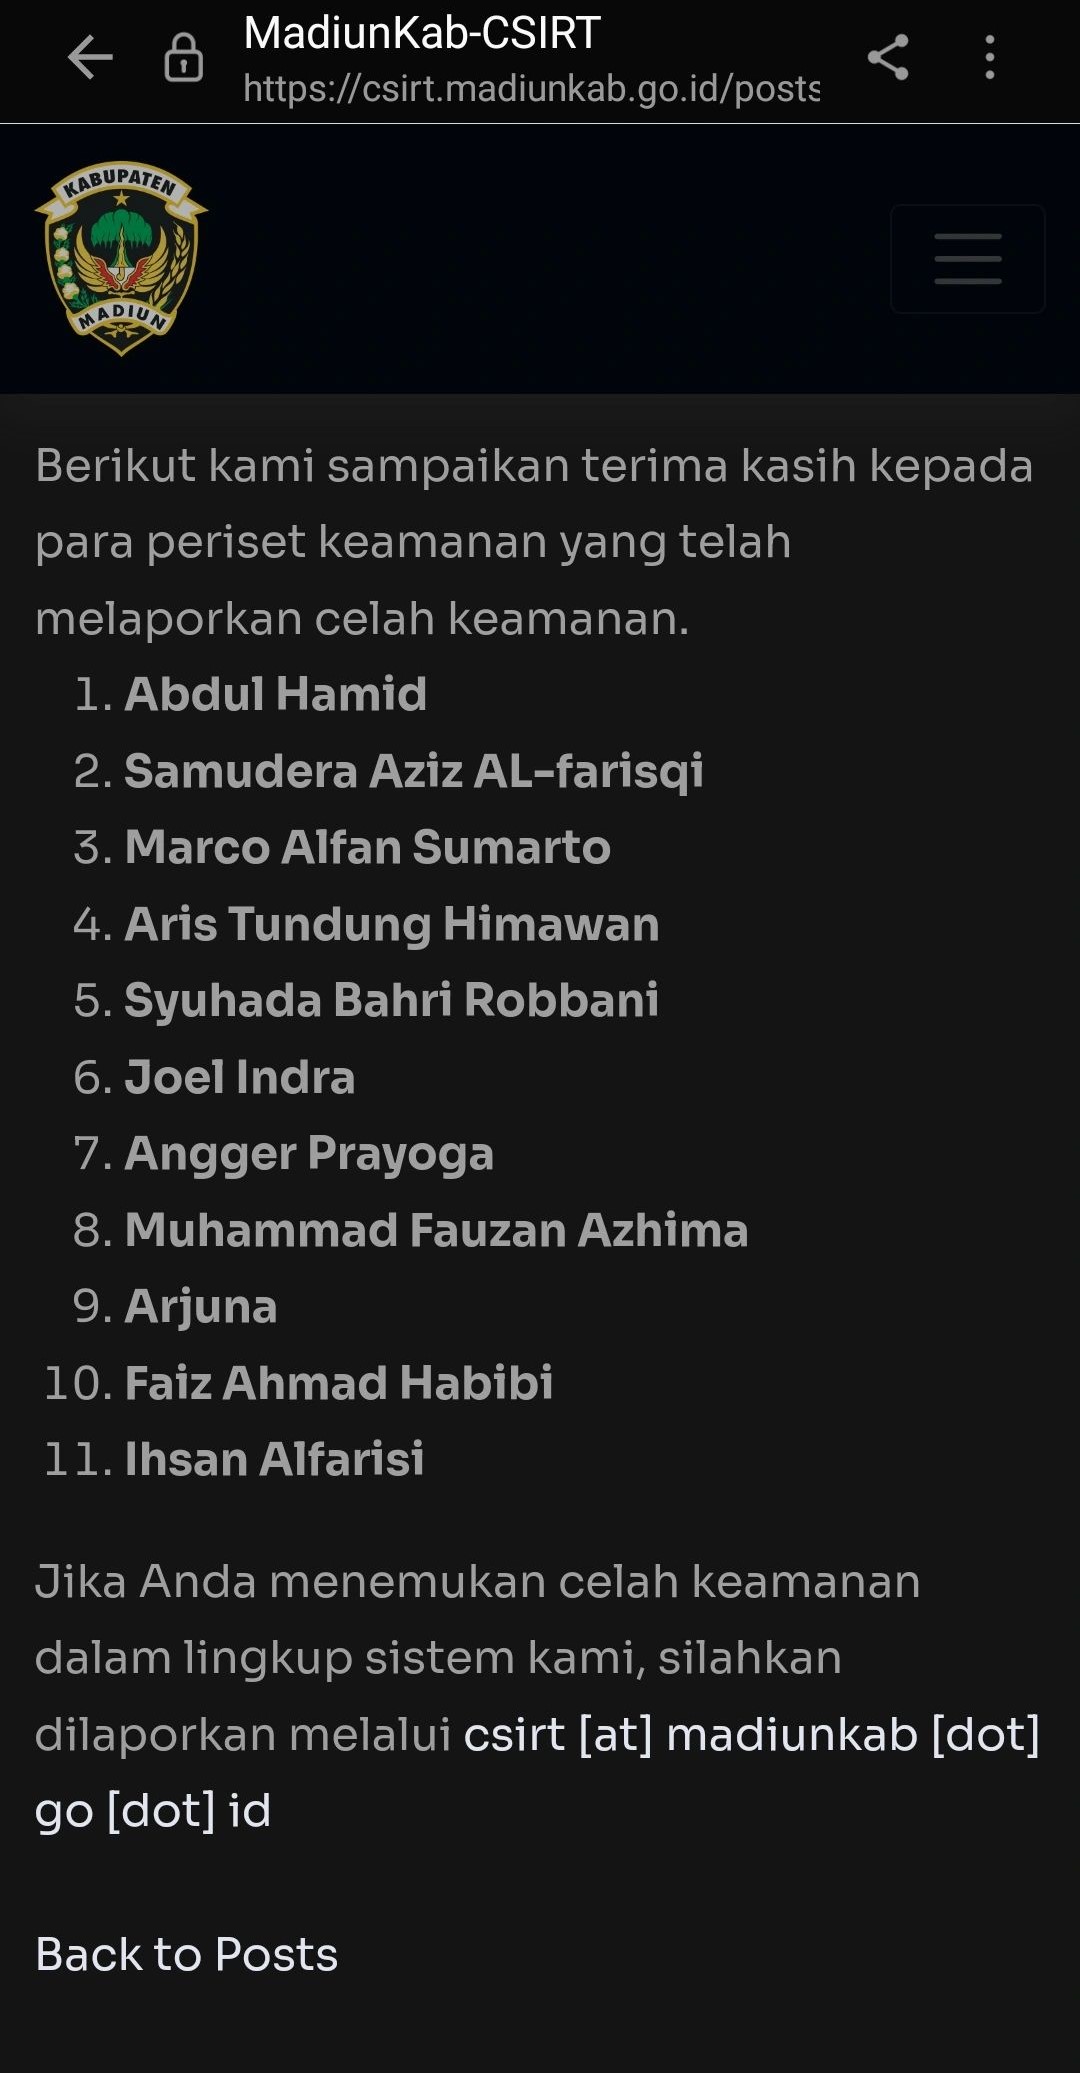 MadiunKab-CSIRT
https://csirt.madiunkab.go.id/posts
KABUPATEN
MADIUN
Berikut kami sampaikan terima kasih kepada
para periset keamanan yang telah
melaporkan celah keamanan.
1. Abdul Hamid
2. Samudera Aziz AL-farisqi
3. Marco Alfan Sumarto
4. Aris Tundung Himawan
5. Syuhada Bahri Robbani
6. Joel Indra
7. Angger Prayoga
8. Muhammad Fauzan Azhima
9. Arjuna
10. Faiz Ahmad Habibi
11. Ihsan Alfarisi
Jika Anda menemukan celah keamanan
dalam lingkup sistem kami, silahkan
dilaporkan melalui csirt [at] madiunkab [dot]
go [dot] id
Back to Posts